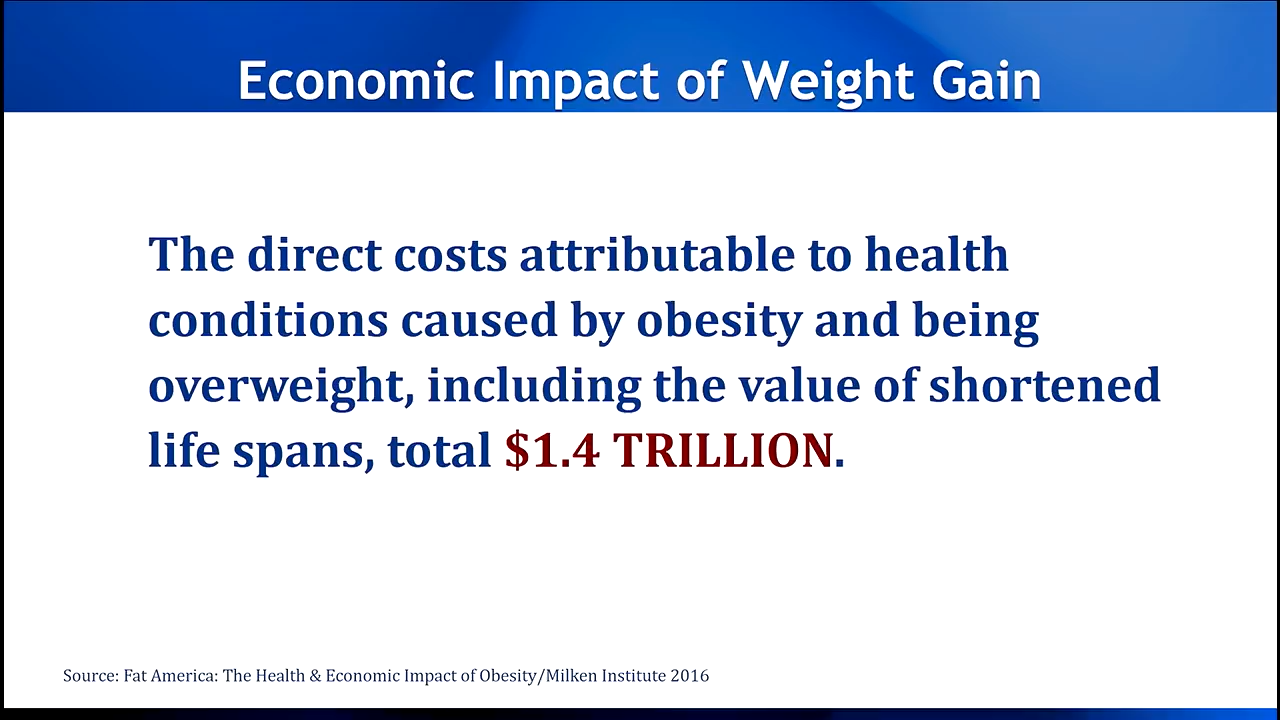 Economic Impact of Weight Gain
The direct costs attributable to health
conditions caused by obesity and being
overweight, including the value of shortened
life spans, total $1.4 TRILLION.
Source: Fat America: The Health & Economic Impact of Obesity/Milken Institute 2016